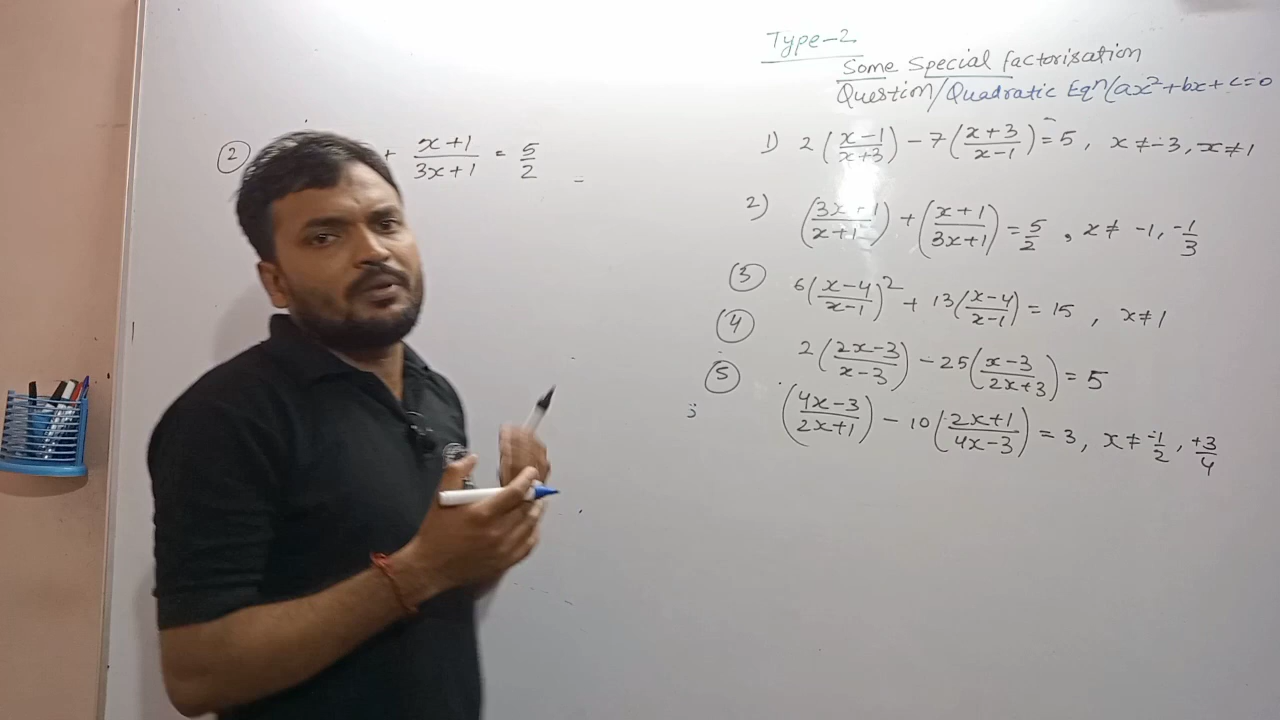 Type-2
Some Special factorisation
Question/Quadratic Eqⁿ(ax²+bx+c=0
② + x+1/3x+1 = 5/2
1) 2(x-1/x+3) - 7(x+3/x-1) = 5, x≠-3, x≠1
2) (3x+1/x+1) + (x+1/3x+1) = 5/2, x≠ -1, -1/3
③ 6(x-4/x-1)² + 13(x-4/x-1) = 15, x≠1
④ 2(2x-3/x-3) - 25(x-3/2x+3) = 5
⑤ (4x-3/2x+1) - 10(2x+1/4x-3) = 3, x≠ -1/2, +3/4